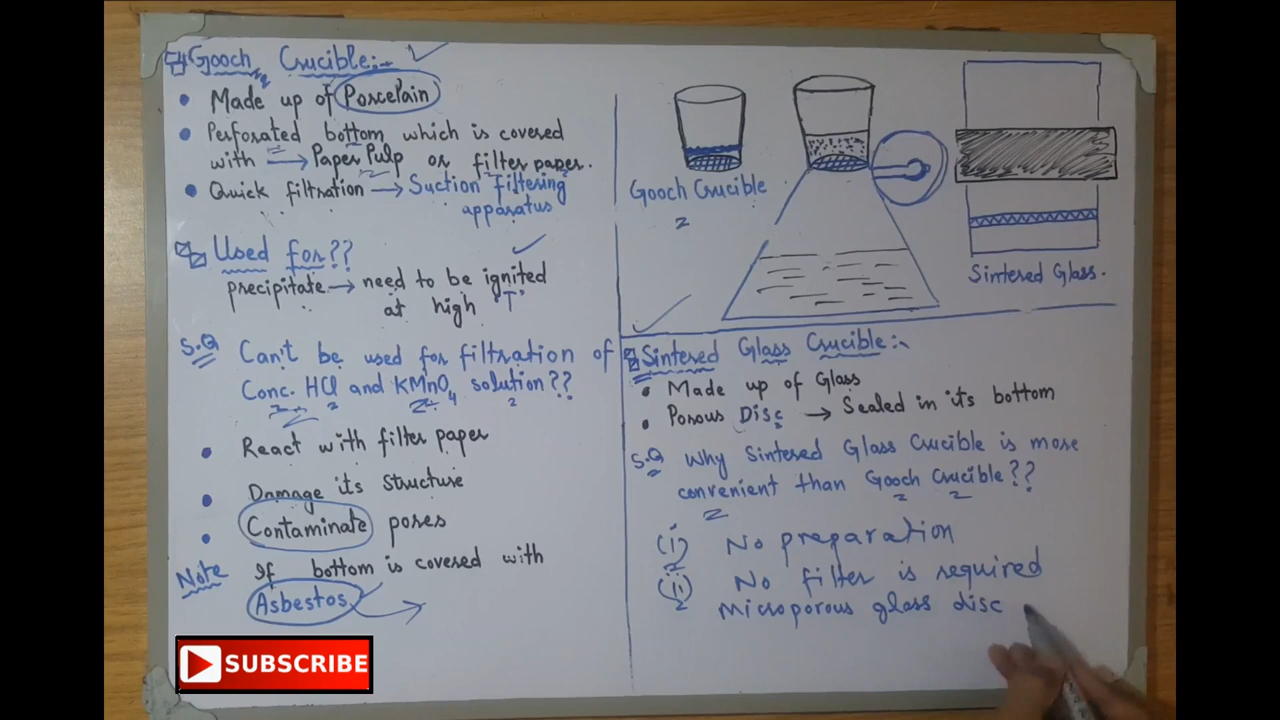 Gooch Crucible:-
Made up of Porcelain
Perforated bottom which is covered
with → Paper Pulp or filter paper.
Quick filtration → Suction filtering
apparatus
Used for??
precipitate → need to be ignited
at high "T"
S.Q Can't be used for filtration of
Conc. HCl and KMnO4 solution??
React with filter paper
Damage its structure
Contaminate pores
Note If bottom is covered with
Asbestos
SUBSCRIBE
Gooch Crucible
Sintered Glass.
Sintered Glass Crucible:-
Made up of Glass
Porous Disc → Sealed in its bottom
S.Q Why Sintered Glass Crucible is more
convenient than Gooch Crucible??
(i) No preparation
(ii) No filter is required
Microporous glass disc